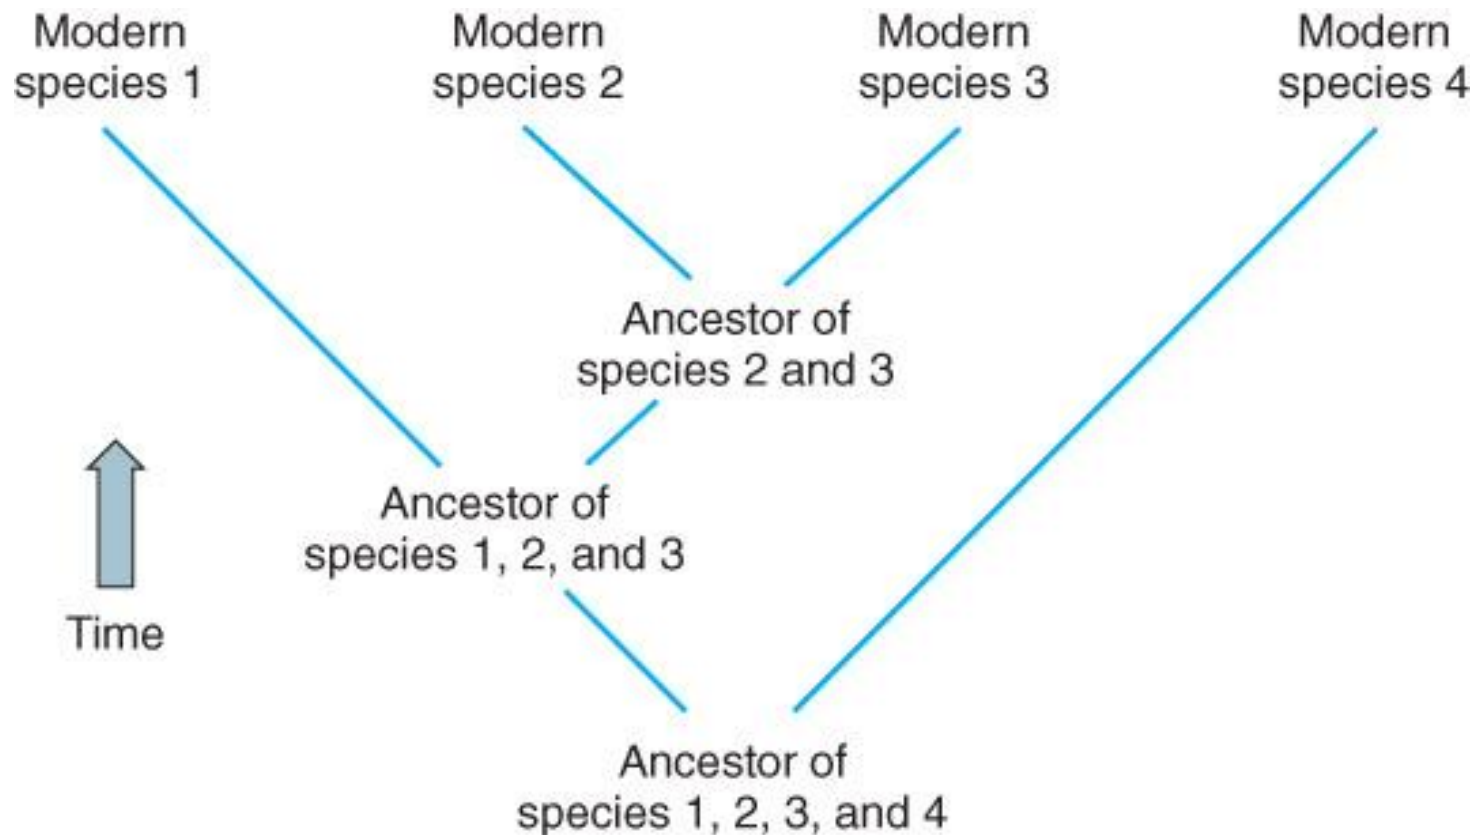 Modern
species 1
Modern
species 2
Modern
species 3
Modern
species 4
Ancestor of
species 2 and 3
Ancestor of
species 1, 2, and 3
Time
Ancestor of
species 1, 2, 3, and 4